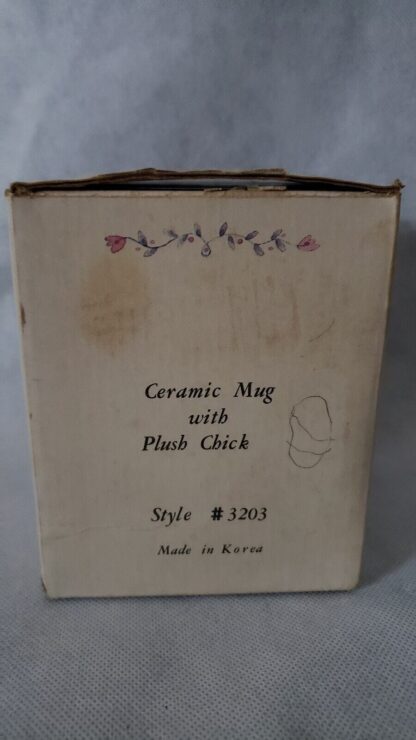 Ceramic Mug
with
Plush Chick
Style #3203
Made in Korea